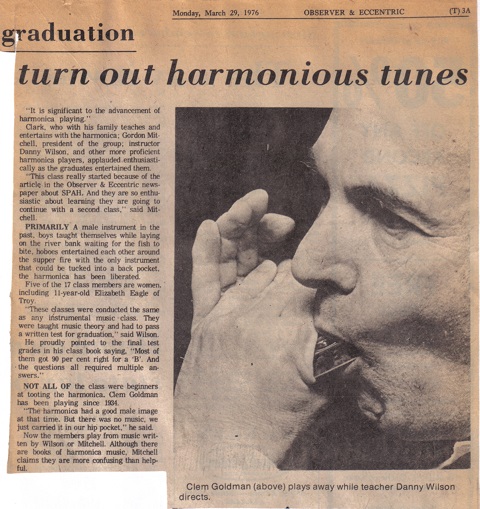 Monday, March 29, 1976 OBSERVER & ECCENTRIC (T) 3A
graduation
turn out harmonious tunes
"It is significant to the advancement of
harmonica playing."
Clark, who with his family teaches and
entertains with the harmonica; Gordon Mit-
chell, president of the group; instructor
Danny Wilson, and other more proficient
harmonica players, applauded enthusiasti-
cally as the graduates entertained them.
"This class really started because of the
article in the Observer & Eccentric news-
paper about SPAH. And they are so enthu-
siastic about learning they are going to
continue with a second class," said Mit-
chell.
PRIMARILY A male instrument in the
past, boys taught themselves while laying
on the river bank waiting for the fish to
bite, hoboes entertained each other around
the supper fire with the only instrument
that could be tucked into a back pocket,
the harmonica has been liberated.
Five of the 17 class members are women,
including 11-year-old Elizabeth Eagle of
Troy.
"These classes were conducted the same
as any instrumental music class. They
were taught music theory and had to pass
a written test for graduation," said Wilson.
He proudly pointed to the final test
grades in his class book saying, "Most of
them got 90 per cent right for a 'B'. And
the questions all required multiple an-
swers."
NOT ALL OF the class were beginners
at tooting the harmonica. Clem Goldman
has been playing since 1934.
"The harmonica had a good male image
at that time. But there was no music, we
just carried it in our hip pocket," he said.
Now the members play from music writ-
ten by Wilson or Mitchell. Although there
are books of harmonica music, Mitchell
claims they are more confusing than help-
ful.
Clem Goldman (above) plays away while teacher Danny Wilson
directs.